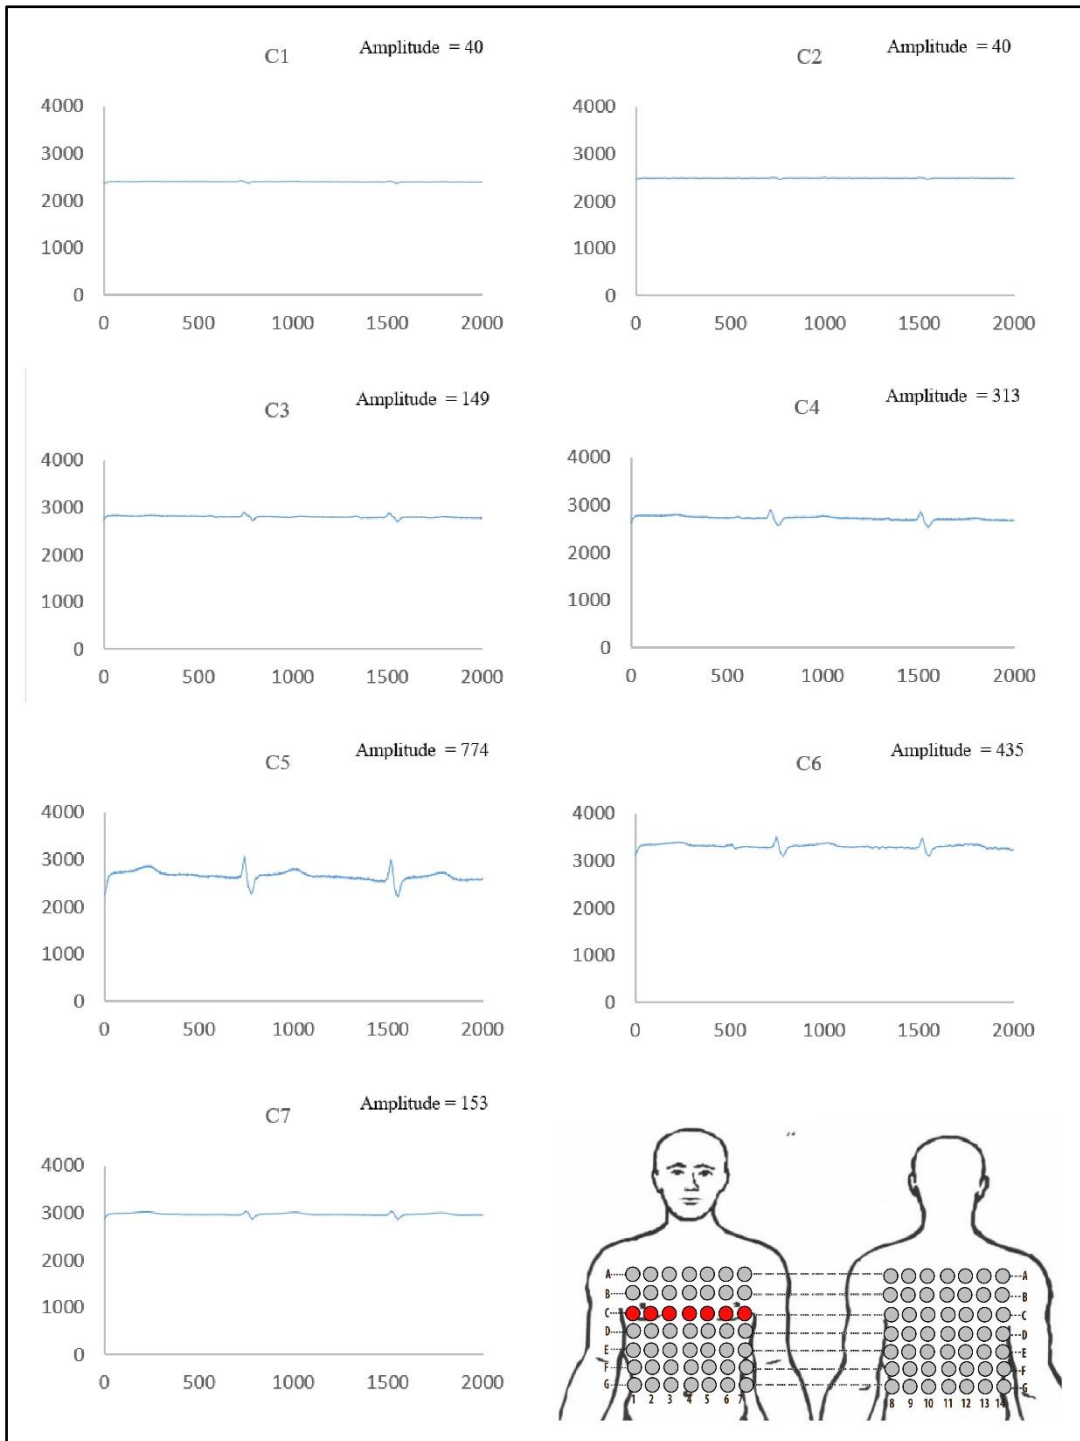 C1
Amplitude = 40
4000
3000
2000
1000
0
0 500 1000 1500 2000
C2
Amplitude = 40
4000
3000
2000
1000
0
0 500 1000 1500 2000
C3
Amplitude = 149
4000
3000
2000
1000
0
0 500 1000 1500 2000
C4
Amplitude = 313
4000
3000
2000
1000
0
0 500 1000 1500 2000
C5
Amplitude = 774
4000
3000
2000
1000
0
0 500 1000 1500 2000
C6
Amplitude = 435
4000
3000
2000
1000
0
0 500 1000 1500 2000
C7
Amplitude = 153
4000
3000
2000
1000
0
0 500 1000 1500 2000
A A
B B
C C
D D
E E
F F
G G
1 2 3 4 5 6 7 8 9 10 11 12 13 14